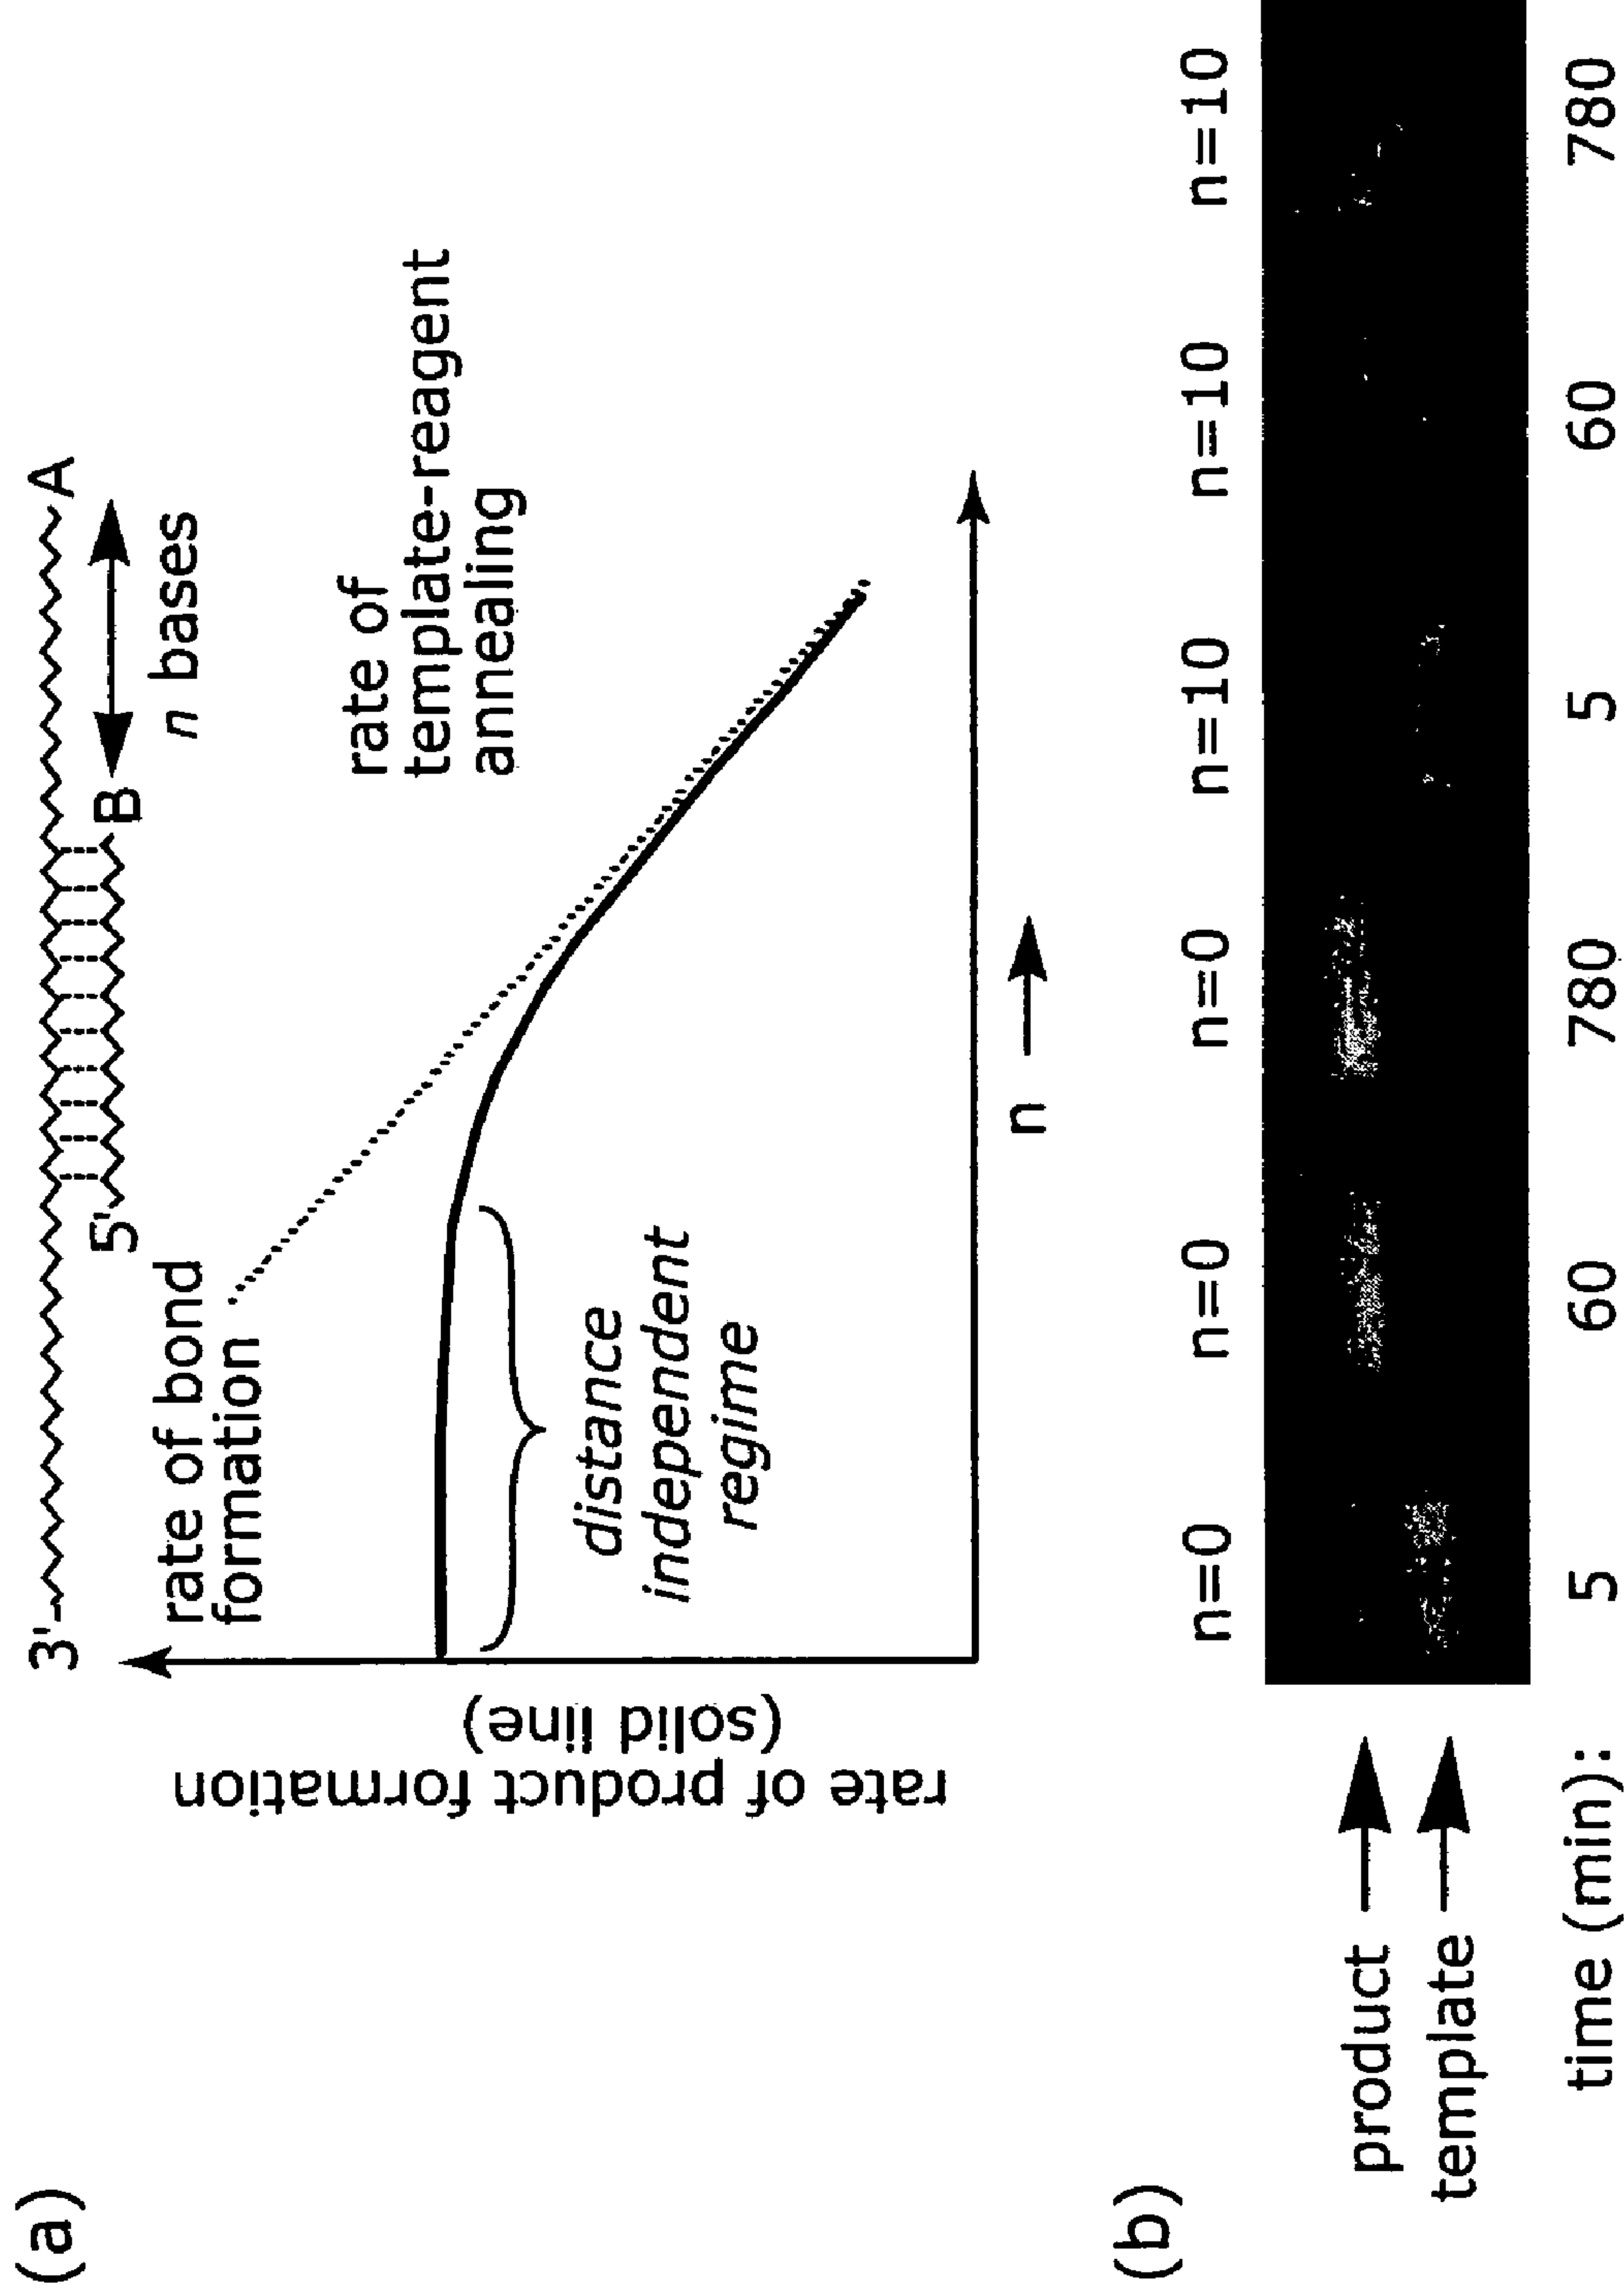 (a)
3'
A
5'
B
n bases
rate of bond
formation
rate of
template-reagent
annealing
rate of product formation
(solid line)
distance
independent
regime
n
(b)
n=0
n=0
n=0
n=10
n=10
n=10
product
template
time (min):
5
60
780
5
60
780